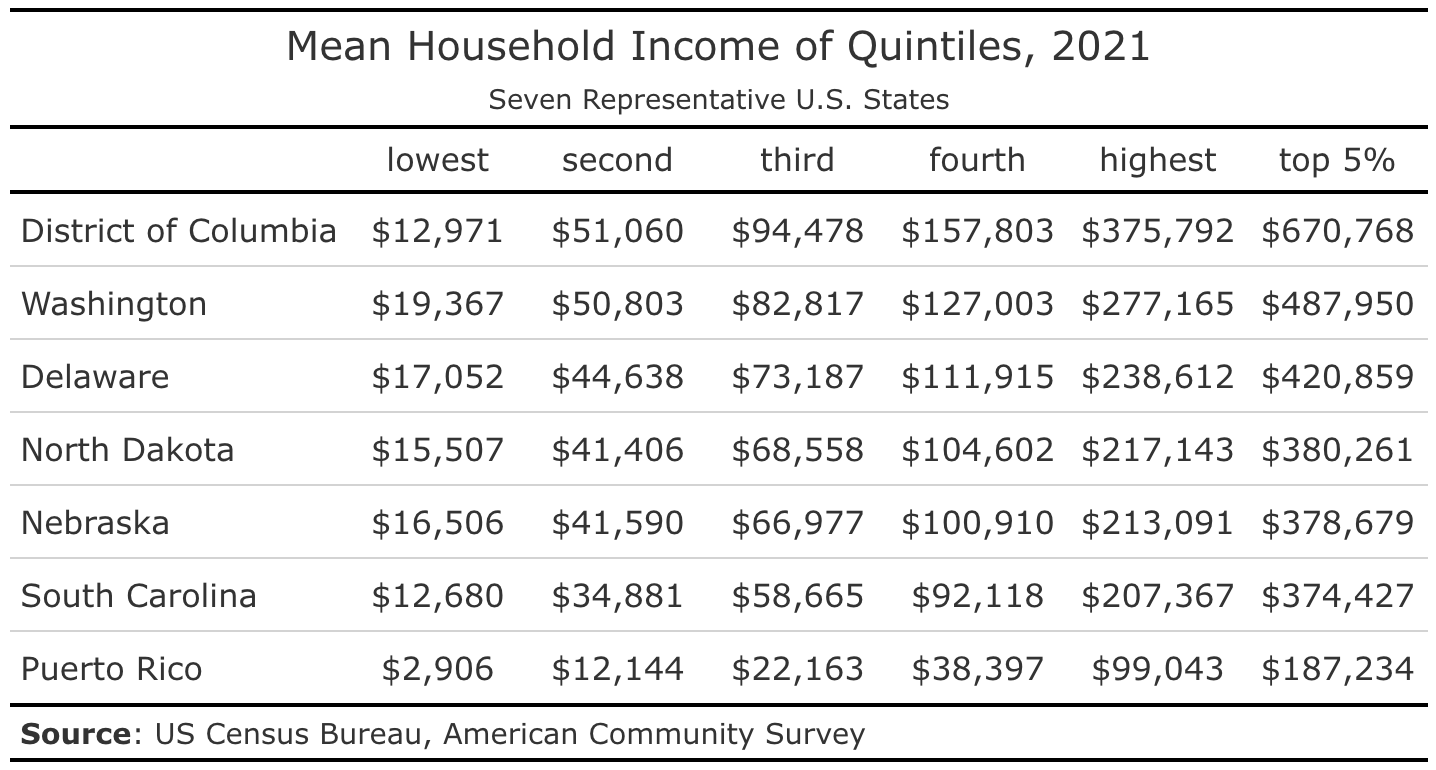 Mean Household Income of Quintiles, 2021
Seven Representative U.S. States
lowest second third fourth highest top 5%
District of Columbia $12,971 $51,060 $94,478 $157,803 $375,792 $670,768
Washington $19,367 $50,803 $82,817 $127,003 $277,165 $487,950
Delaware $17,052 $44,638 $73,187 $111,915 $238,612 $420,859
North Dakota $15,507 $41,406 $68,558 $104,602 $217,143 $380,261
Nebraska $16,506 $41,590 $66,977 $100,910 $213,091 $378,679
South Carolina $12,680 $34,881 $58,665 $92,118 $207,367 $374,427
Puerto Rico $2,906 $12,144 $22,163 $38,397 $99,043 $187,234
Source: US Census Bureau, American Community Survey